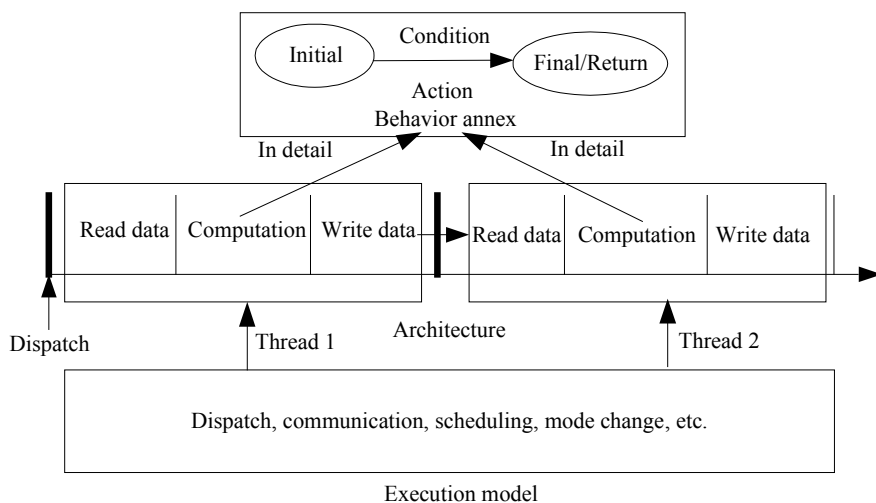 Initial
Condition
Final/Return
Action
Behavior annex
In detail
In detail
Read data
Computation
Write data
Read data
Computation
Write data
Dispatch
Thread 1
Architecture
Thread 2
Dispatch, communication, scheduling, mode change, etc.
Execution model